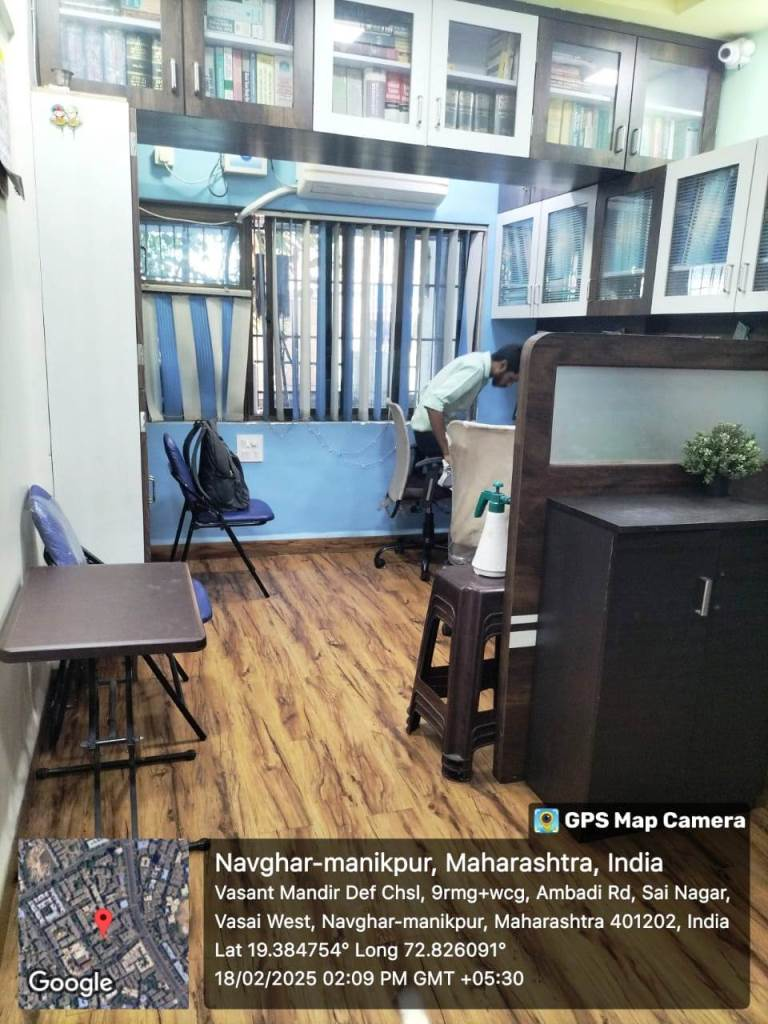 GPS Map Camera
Navghar-manikpur, Maharashtra, India
Vasant Mandir Def Chsl, 9rmg+wcg, Ambadi Rd, Sai Nagar,
Vasai West, Navghar-manikpur, Maharashtra 401202, India
Lat 19.384754° Long 72.826091°
18/02/2025 02:09 PM GMT +05:30
Google